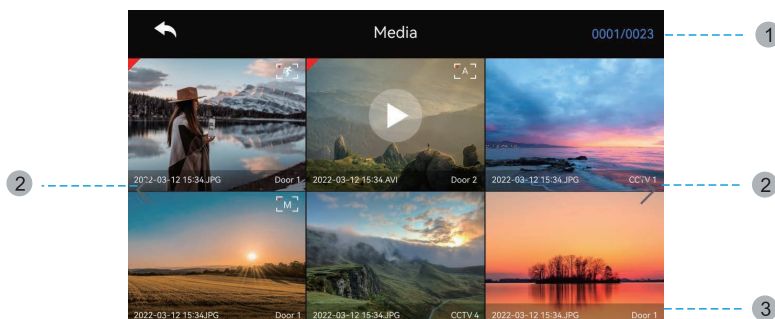 Media
0001/0023
1
A
2022-03-12 15:34.JPG Door 1
2022-03-12 15:34.AVI Door 2
2022-03-12 15:34.JPG CCTV 1
2
2
M
2022-03-12 15:34.JPG Door 1
2022-03-12 15:34.JPG CCTV 4
2022-03-12 15:34.JPG Door 1
3